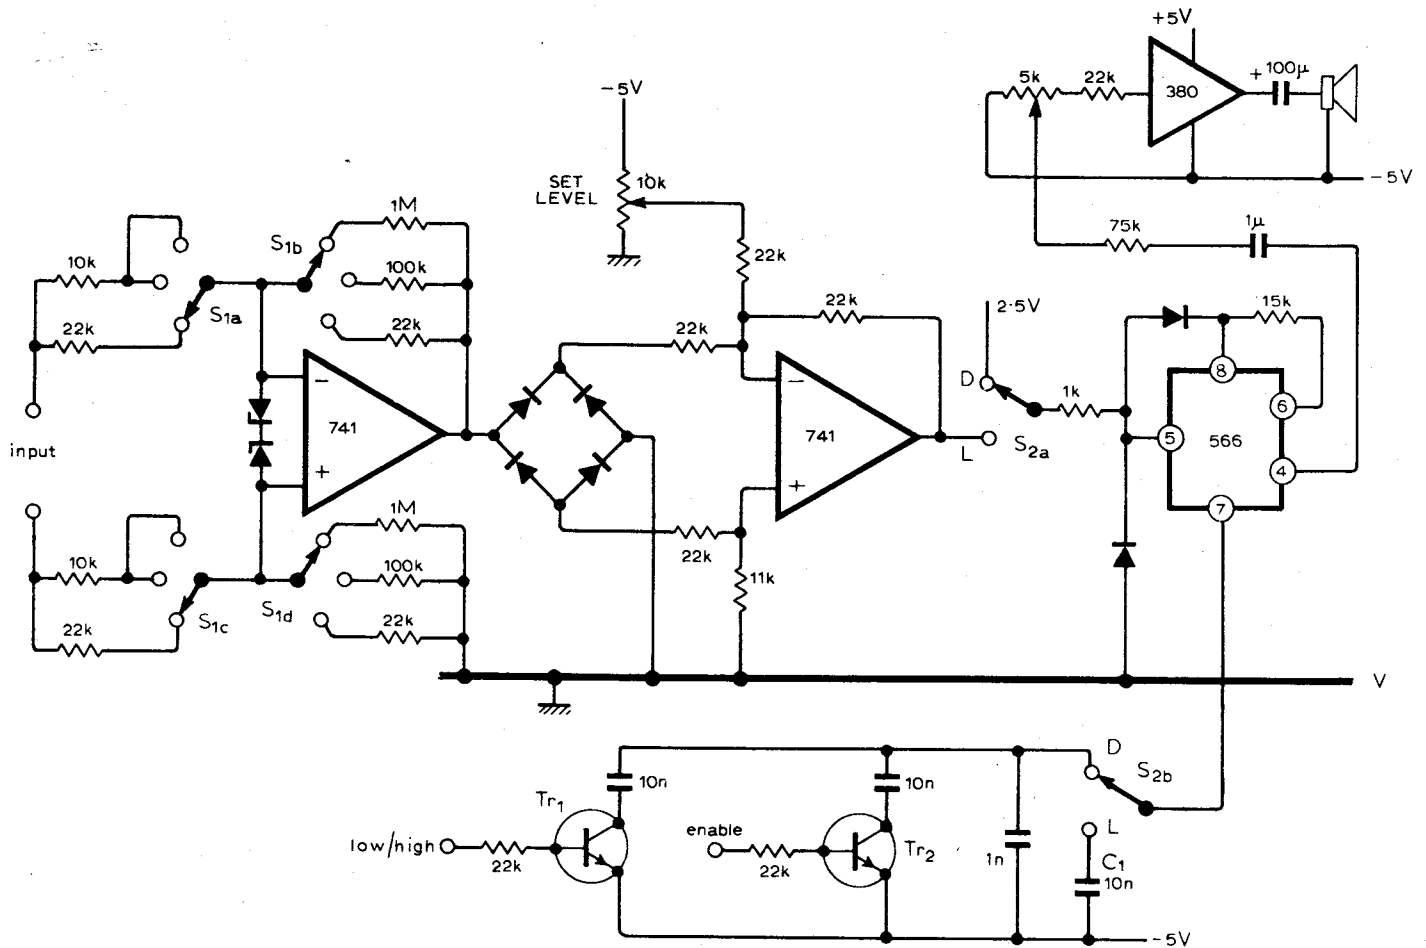 +5V
5k
22k
380
+ 100μ
-5V
-5V
SET
LEVEL
10k
1M
S1b
10k
100k
S1a
22k
22k
input
741
-
+
22k
22k
22k
741
-
+
22k
11k
75k
1μ
2·5V
D
1k
L
S2a
15k
8
6
5
566
4
7
10k
22k
S1c
S1d
1M
100k
22k
V
D
S2b
L
C1
10n
10n
10n
Tr1
low/high
22k
enable
22k
Tr2
1n
-5V